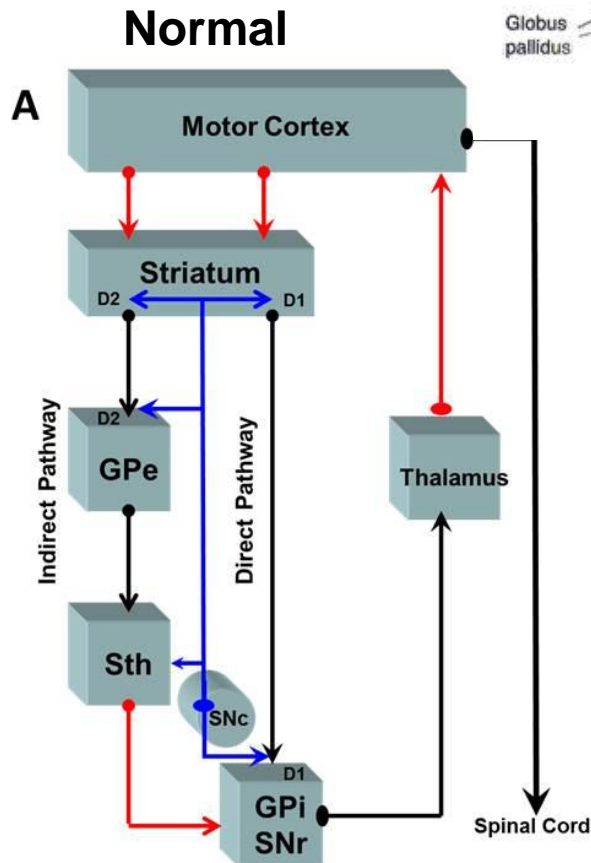 Normal
Globus
pallidus
A
Motor Cortex
Striatum
D2
D1
D2
GPe
Indirect Pathway
Direct Pathway
Thalamus
Sth
SNc
D1
GPi
SNr
Spinal Cord